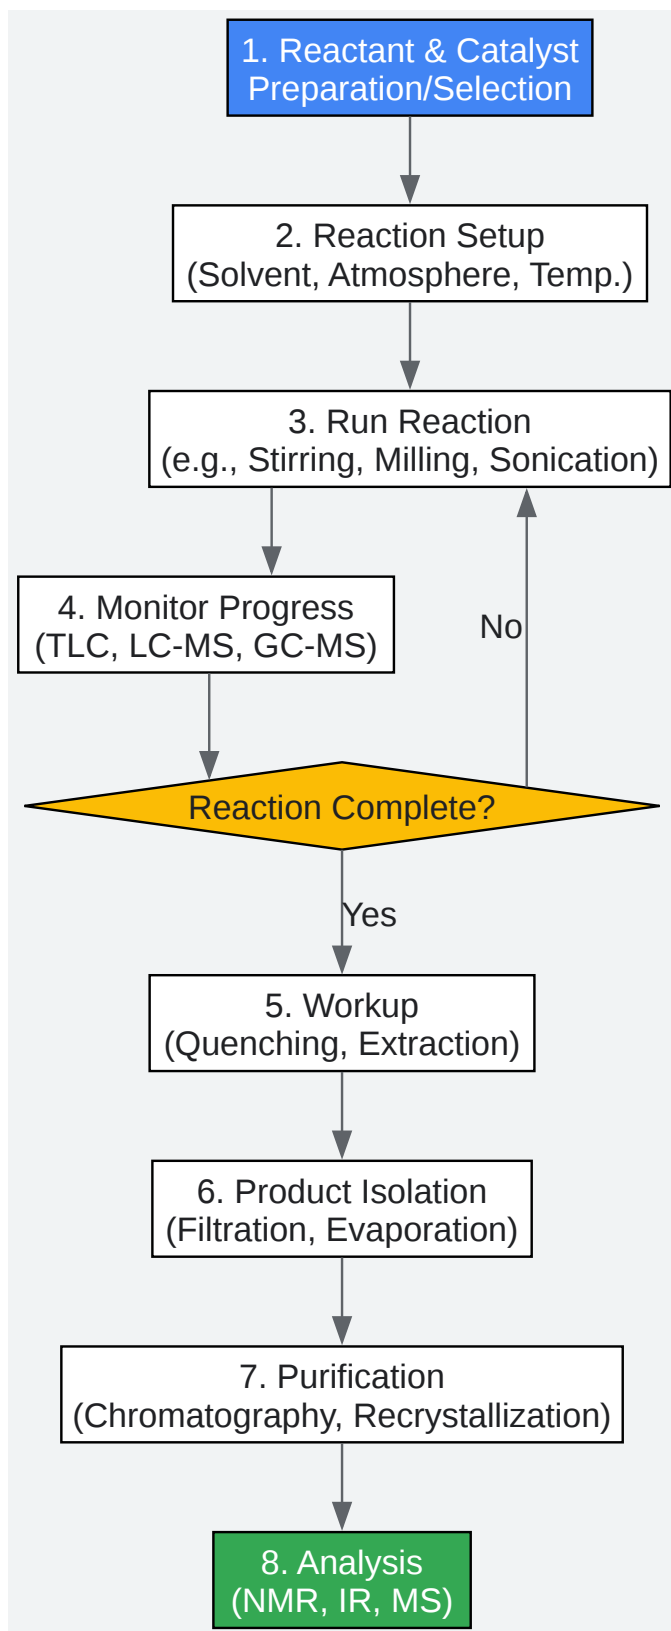 1. Reactant & Catalyst
Preparation/Selection
2. Reaction Setup
(Solvent, Atmosphere, Temp.)
3. Run Reaction
(e.g., Stirring, Milling, Sonication)
4. Monitor Progress
(TLC, LC-MS, GC-MS)
No
Reaction Complete?
Yes
5. Workup
(Quenching, Extraction)
6. Product Isolation
(Filtration, Evaporation)
7. Purification
(Chromatography, Recrystallization)
8. Analysis
(NMR, IR, MS)